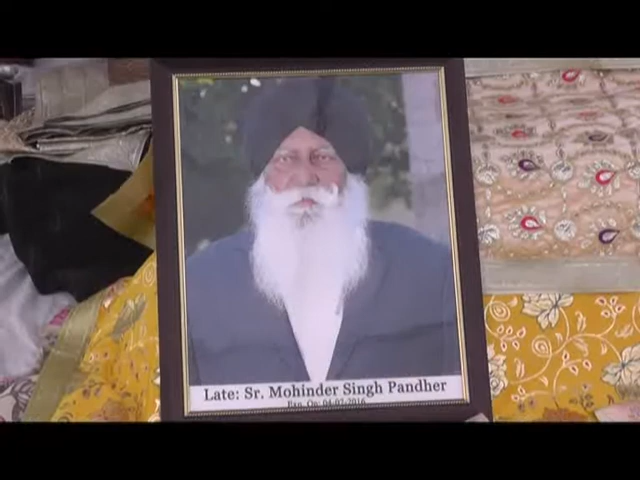 Late: Sr. Mohinder Singh Pandher
Exp. On. 04-07-2016